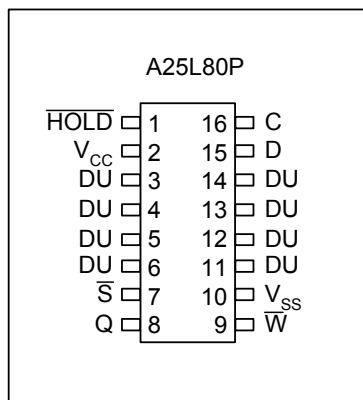 A25L80P
HOLD 1 16 C
VCC 2 15 D
DU 3 14 DU
DU 4 13 DU
DU 5 12 DU
DU 6 11 DU
S 7 10 VSS
Q 8 9 W